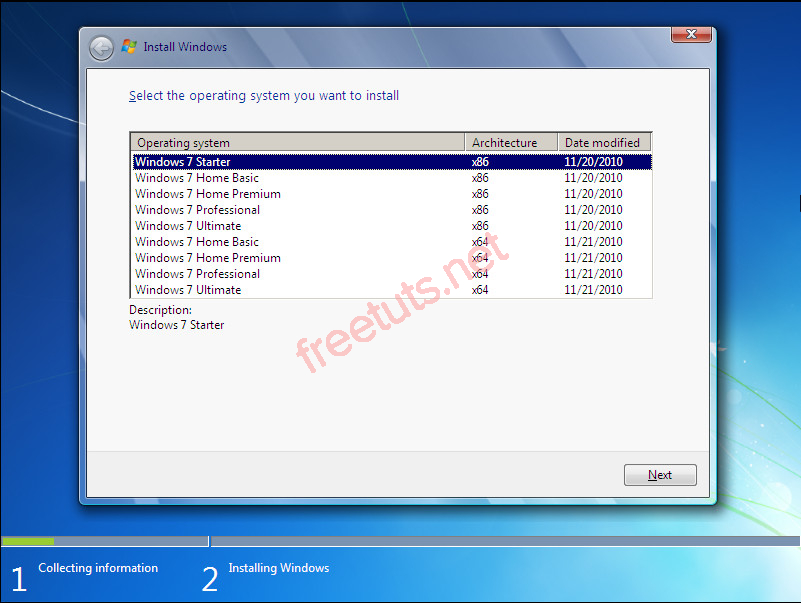 Install Windows
Select the operating system you want to install
Operating system Architecture Date modified
Windows 7 Starter x86 11/20/2010
Windows 7 Home Basic x86 11/20/2010
Windows 7 Home Premium x86 11/20/2010
Windows 7 Professional x86 11/20/2010
Windows 7 Ultimate x86 11/20/2010
Windows 7 Home Basic x64 11/21/2010
Windows 7 Home Premium x64 11/21/2010
Windows 7 Professional x64 11/21/2010
Windows 7 Ultimate x64 11/21/2010
Description:
Windows 7 Starter
freetuts.net
Next
1 Collecting information 2 Installing Windows